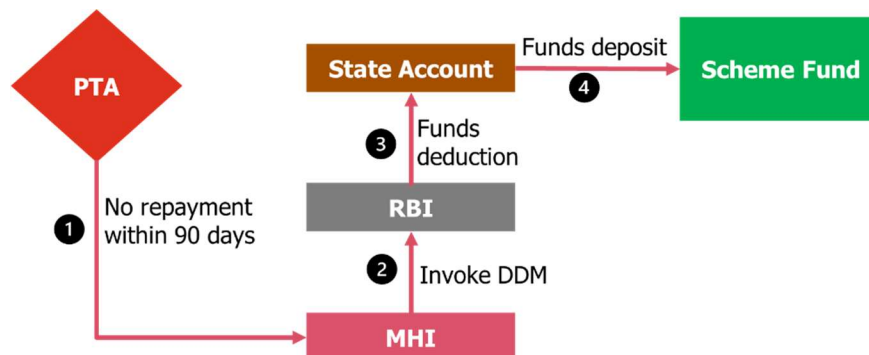 PTA
1
No repayment
within 90 days
MHI
2
Invoke DDM
RBI
3
Funds
deduction
State Account
Funds deposit
4
Scheme Fund